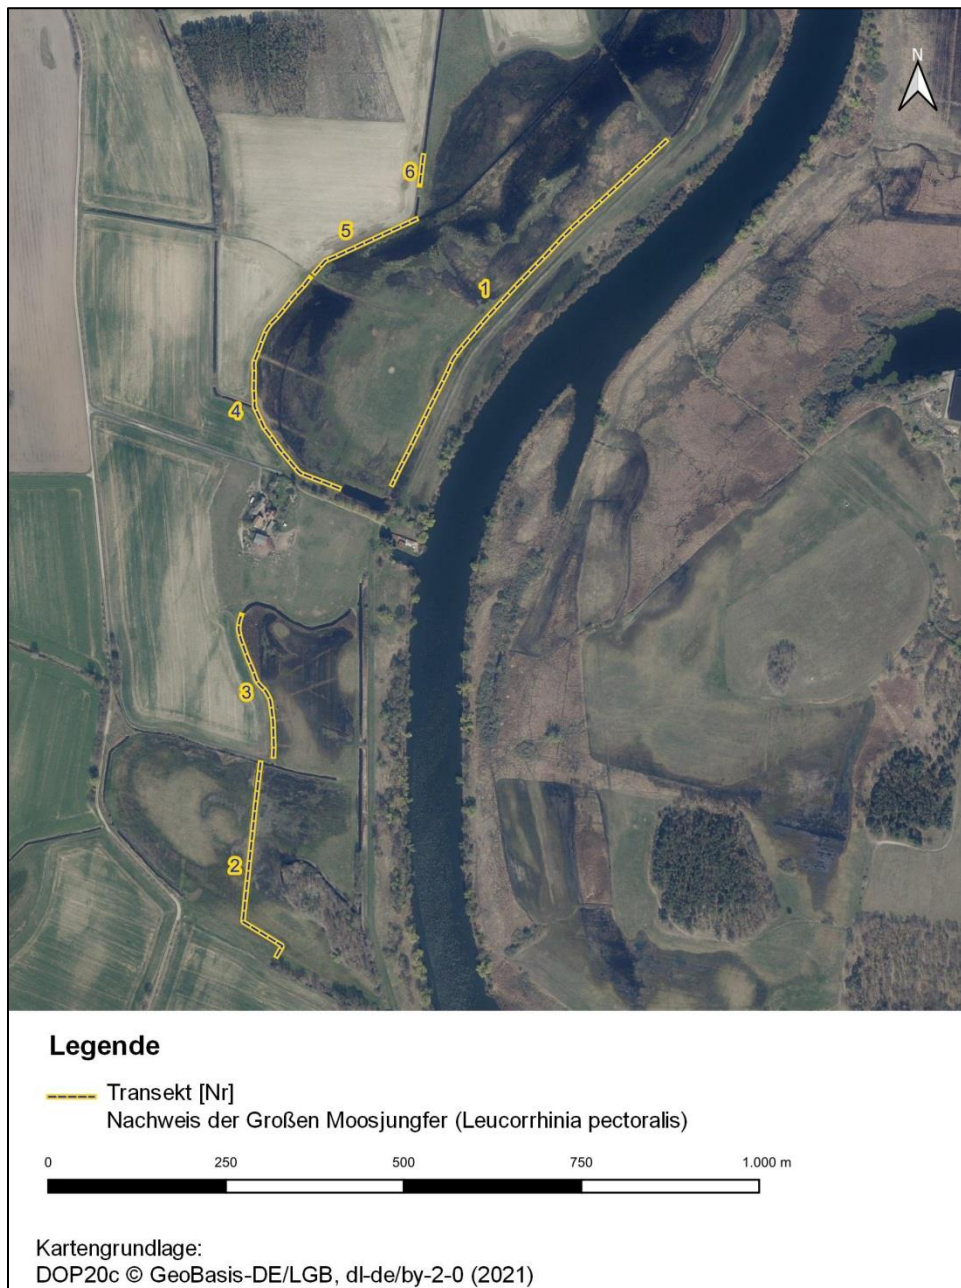 N
6
5
1
4
3
2
Legende
Transekt [Nr]
Nachweis der Großen Moosjungfer (Leucorrhinia pectoralis)
0 250 500 750 1.000 m
Kartengrundlage:
DOP20c © GeoBasis-DE/LGB, dl-de/by-2-0 (2021)